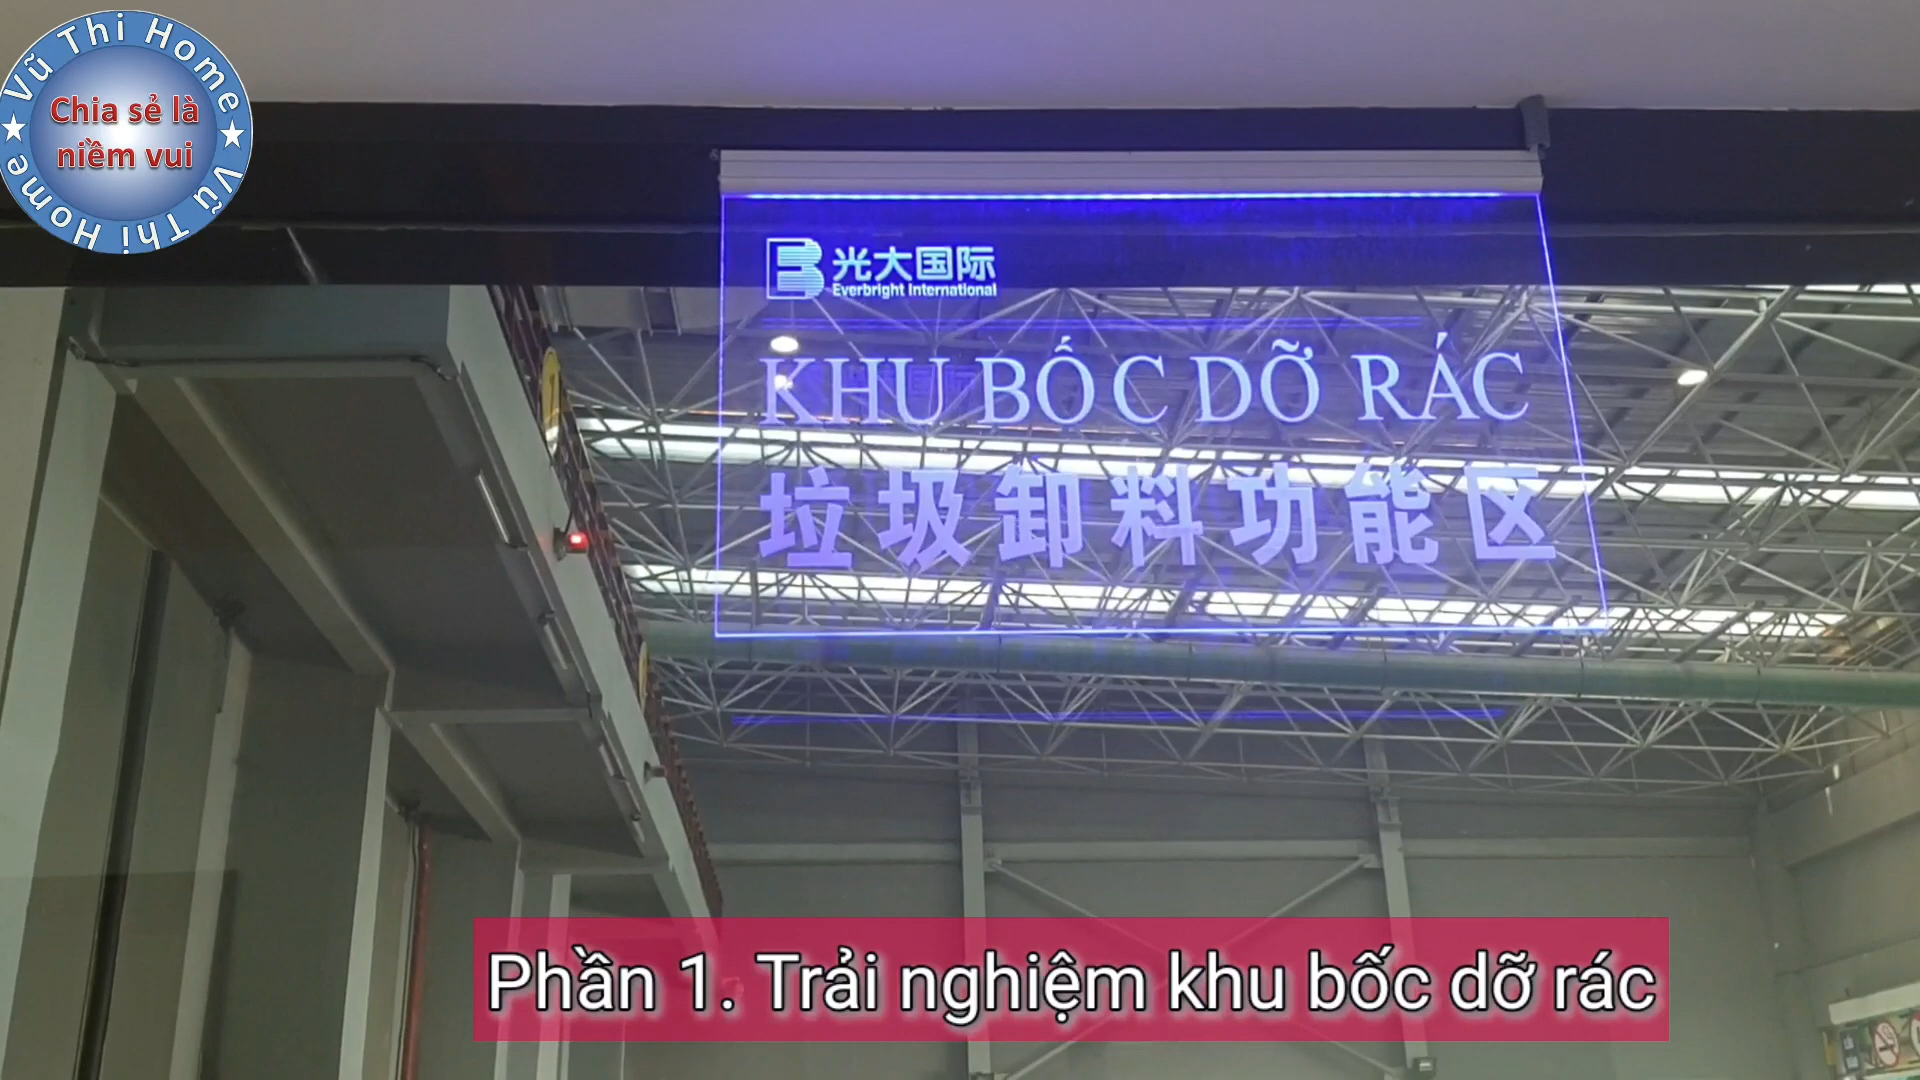 Vũ Thi Home
Chia sẻ là
niềm vui
Vũ Thi Home
光大国际
Everbright International
KHU BỐC DỠ RÁC
垃圾卸料功能区
Phần 1. Trải nghiệm khu bốc dỡ rác